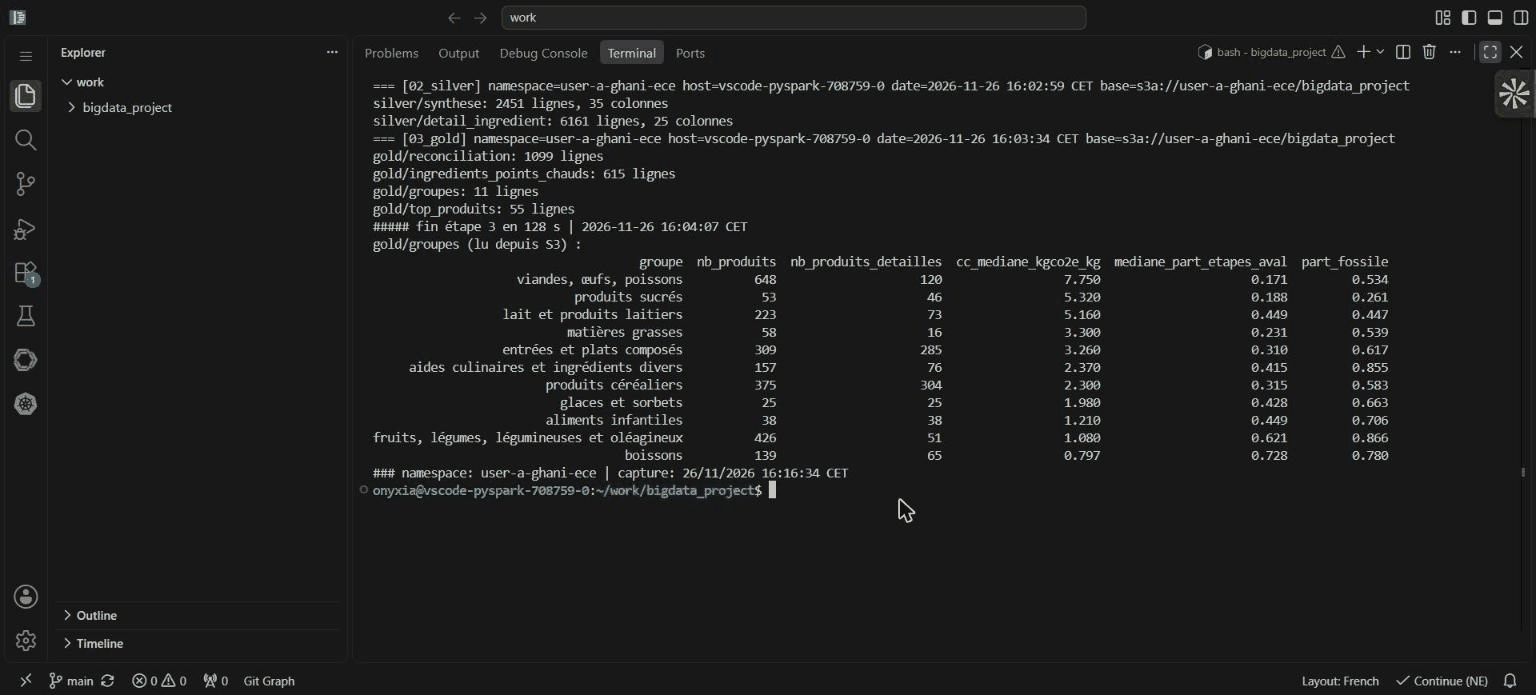 work
Explorer
work
bigdata_project
Outline
Timeline
Problems Output Debug Console Terminal Ports
bash - bigdata_project
=== [02_silver] namespace=user-a-ghani-ece host=vscode-pyspark-708759-0 date=2026-11-26 16:02:59 CET base=s3a://user-a-ghani-ece/bigdata_project
silver/synthese: 2451 lignes, 35 colonnes
silver/detail_ingredient: 6161 lignes, 25 colonnes
=== [03_gold] namespace=user-a-ghani-ece host=vscode-pyspark-708759-0 date=2026-11-26 16:03:34 CET base=s3a://user-a-ghani-ece/bigdata_project
gold/reconciliation: 1099 lignes
gold/ingredients_points_chauds: 615 lignes
gold/groupes: 11 lignes
gold/top_produits: 55 lignes
##### fin étape 3 en 128 s | 2026-11-26 16:04:07 CET
gold/groupes (lu depuis S3) :
groupe nb_produits nb_produits_detailles cc_mediane_kgco2e_kg mediane_part_etapes_aval part_fossile
viandes, œufs, poissons 648 120 7.750 0.171 0.534
produits sucrés 53 46 5.320 0.188 0.261
lait et produits laitiers 223 73 5.160 0.449 0.447
matières grasses 58 16 3.300 0.231 0.539
entrées et plats composés 309 285 3.260 0.310 0.617
aides culinaires et ingrédients divers 157 76 2.370 0.415 0.855
produits céréaliers 375 304 2.300 0.315 0.583
glaces et sorbets 25 25 1.980 0.428 0.663
aliments infantiles 38 38 1.210 0.449 0.706
fruits, légumes, légumineuses et oléagineux 426 51 1.080 0.621 0.866
boissons 139 65 0.797 0.728 0.780
### namespace: user-a-ghani-ece | capture: 26/11/2026 16:16:34 CET
onyxia@vscode-pyspark-708759-0:~/work/bigdata_project$
1
main 0 0 0 Git Graph Layout: French Continue (NE)